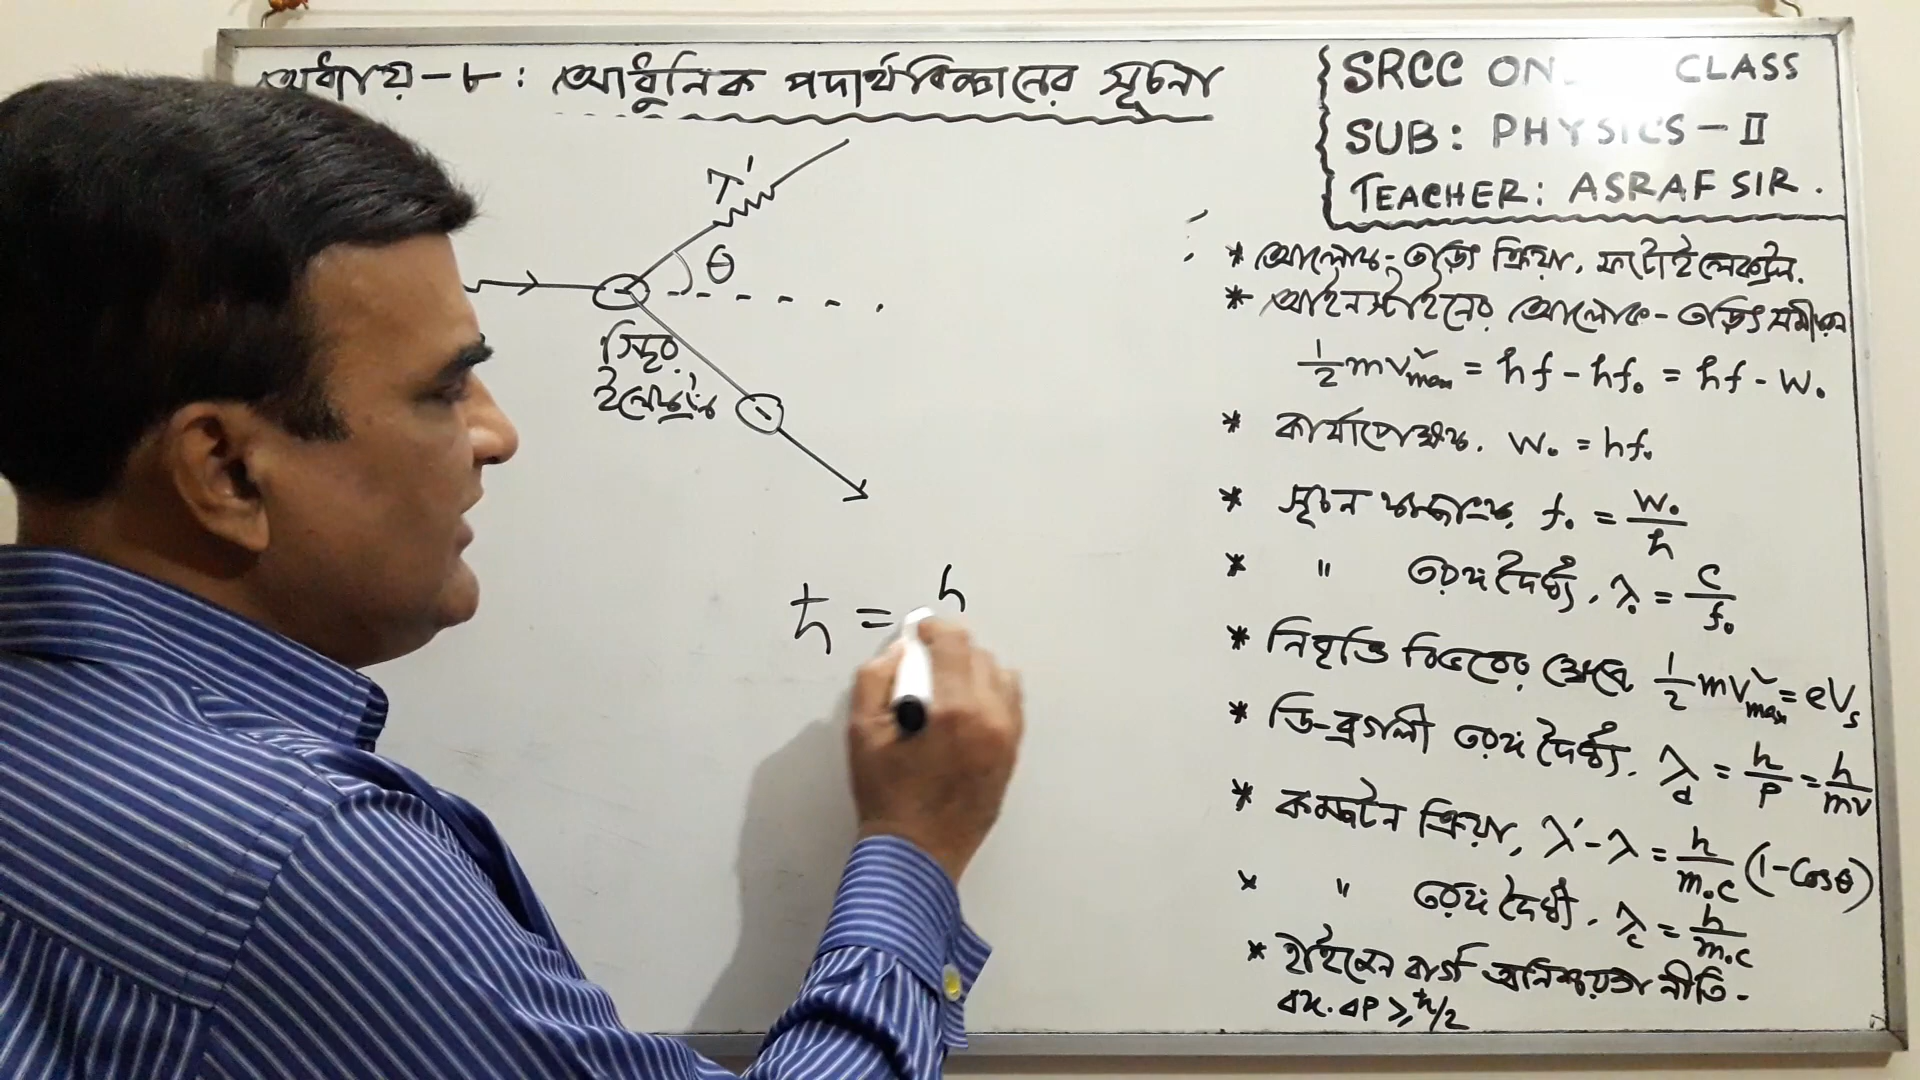 অধ্যায়-৮: আধুনিক পদার্থবিজ্ঞানের সূচনা
SRCC ON CLASS
SUB: PHYSICS-II
TEACHER: ASRAF SIR.
γ'
θ
স্থির
ইলেকট্রন
ħ = h
* আলোক-তড়িৎ ক্রিয়া, ফটোইলেকট্রন.
* আইনস্টাইনের আলোক-তড়িৎ সমীকরণ
½mv²max = hf - hf₀ = hf - W₀
* কার্যাপেক্ষক. W₀ = hf₀
* সূচন কম্পাংক, f₀ = W₀/h
* " তরঙ্গ দৈর্ঘ্য, λ₀ = c/f₀
* নিবৃত্তি বিভবের ক্ষেত্রে ½mv²max = eVs
* ডি-ব্রগলী তরঙ্গ দৈর্ঘ্য, λd = h/P = h/mv
* কম্পটন ক্রিয়া, λ' - λ = h/m₀c (1-Cosθ)
* " তরঙ্গ দৈর্ঘ্য, λc = h/m₀c
* হাইজেনবার্গ অনিশ্চয়তা নীতি-
Δx.ΔP ≥ ħ/2